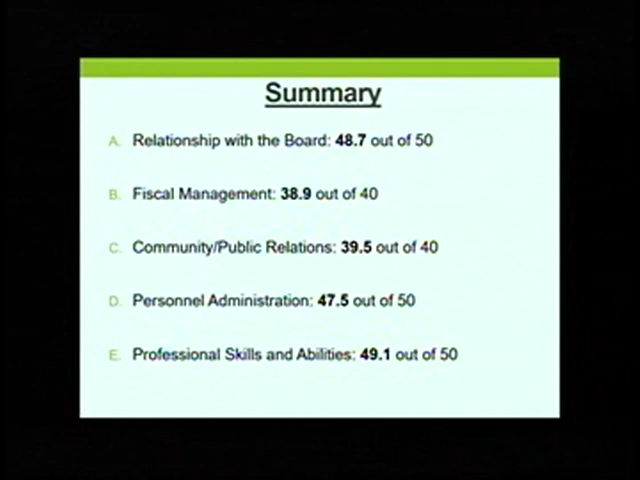 Summary
A. Relationship with the Board: 48.7 out of 50
B. Fiscal Management: 38.9 out of 40
C. Community/Public Relations: 39.5 out of 40
D. Personnel Administration: 47.5 out of 50
E. Professional Skills and Abilities: 49.1 out of 50